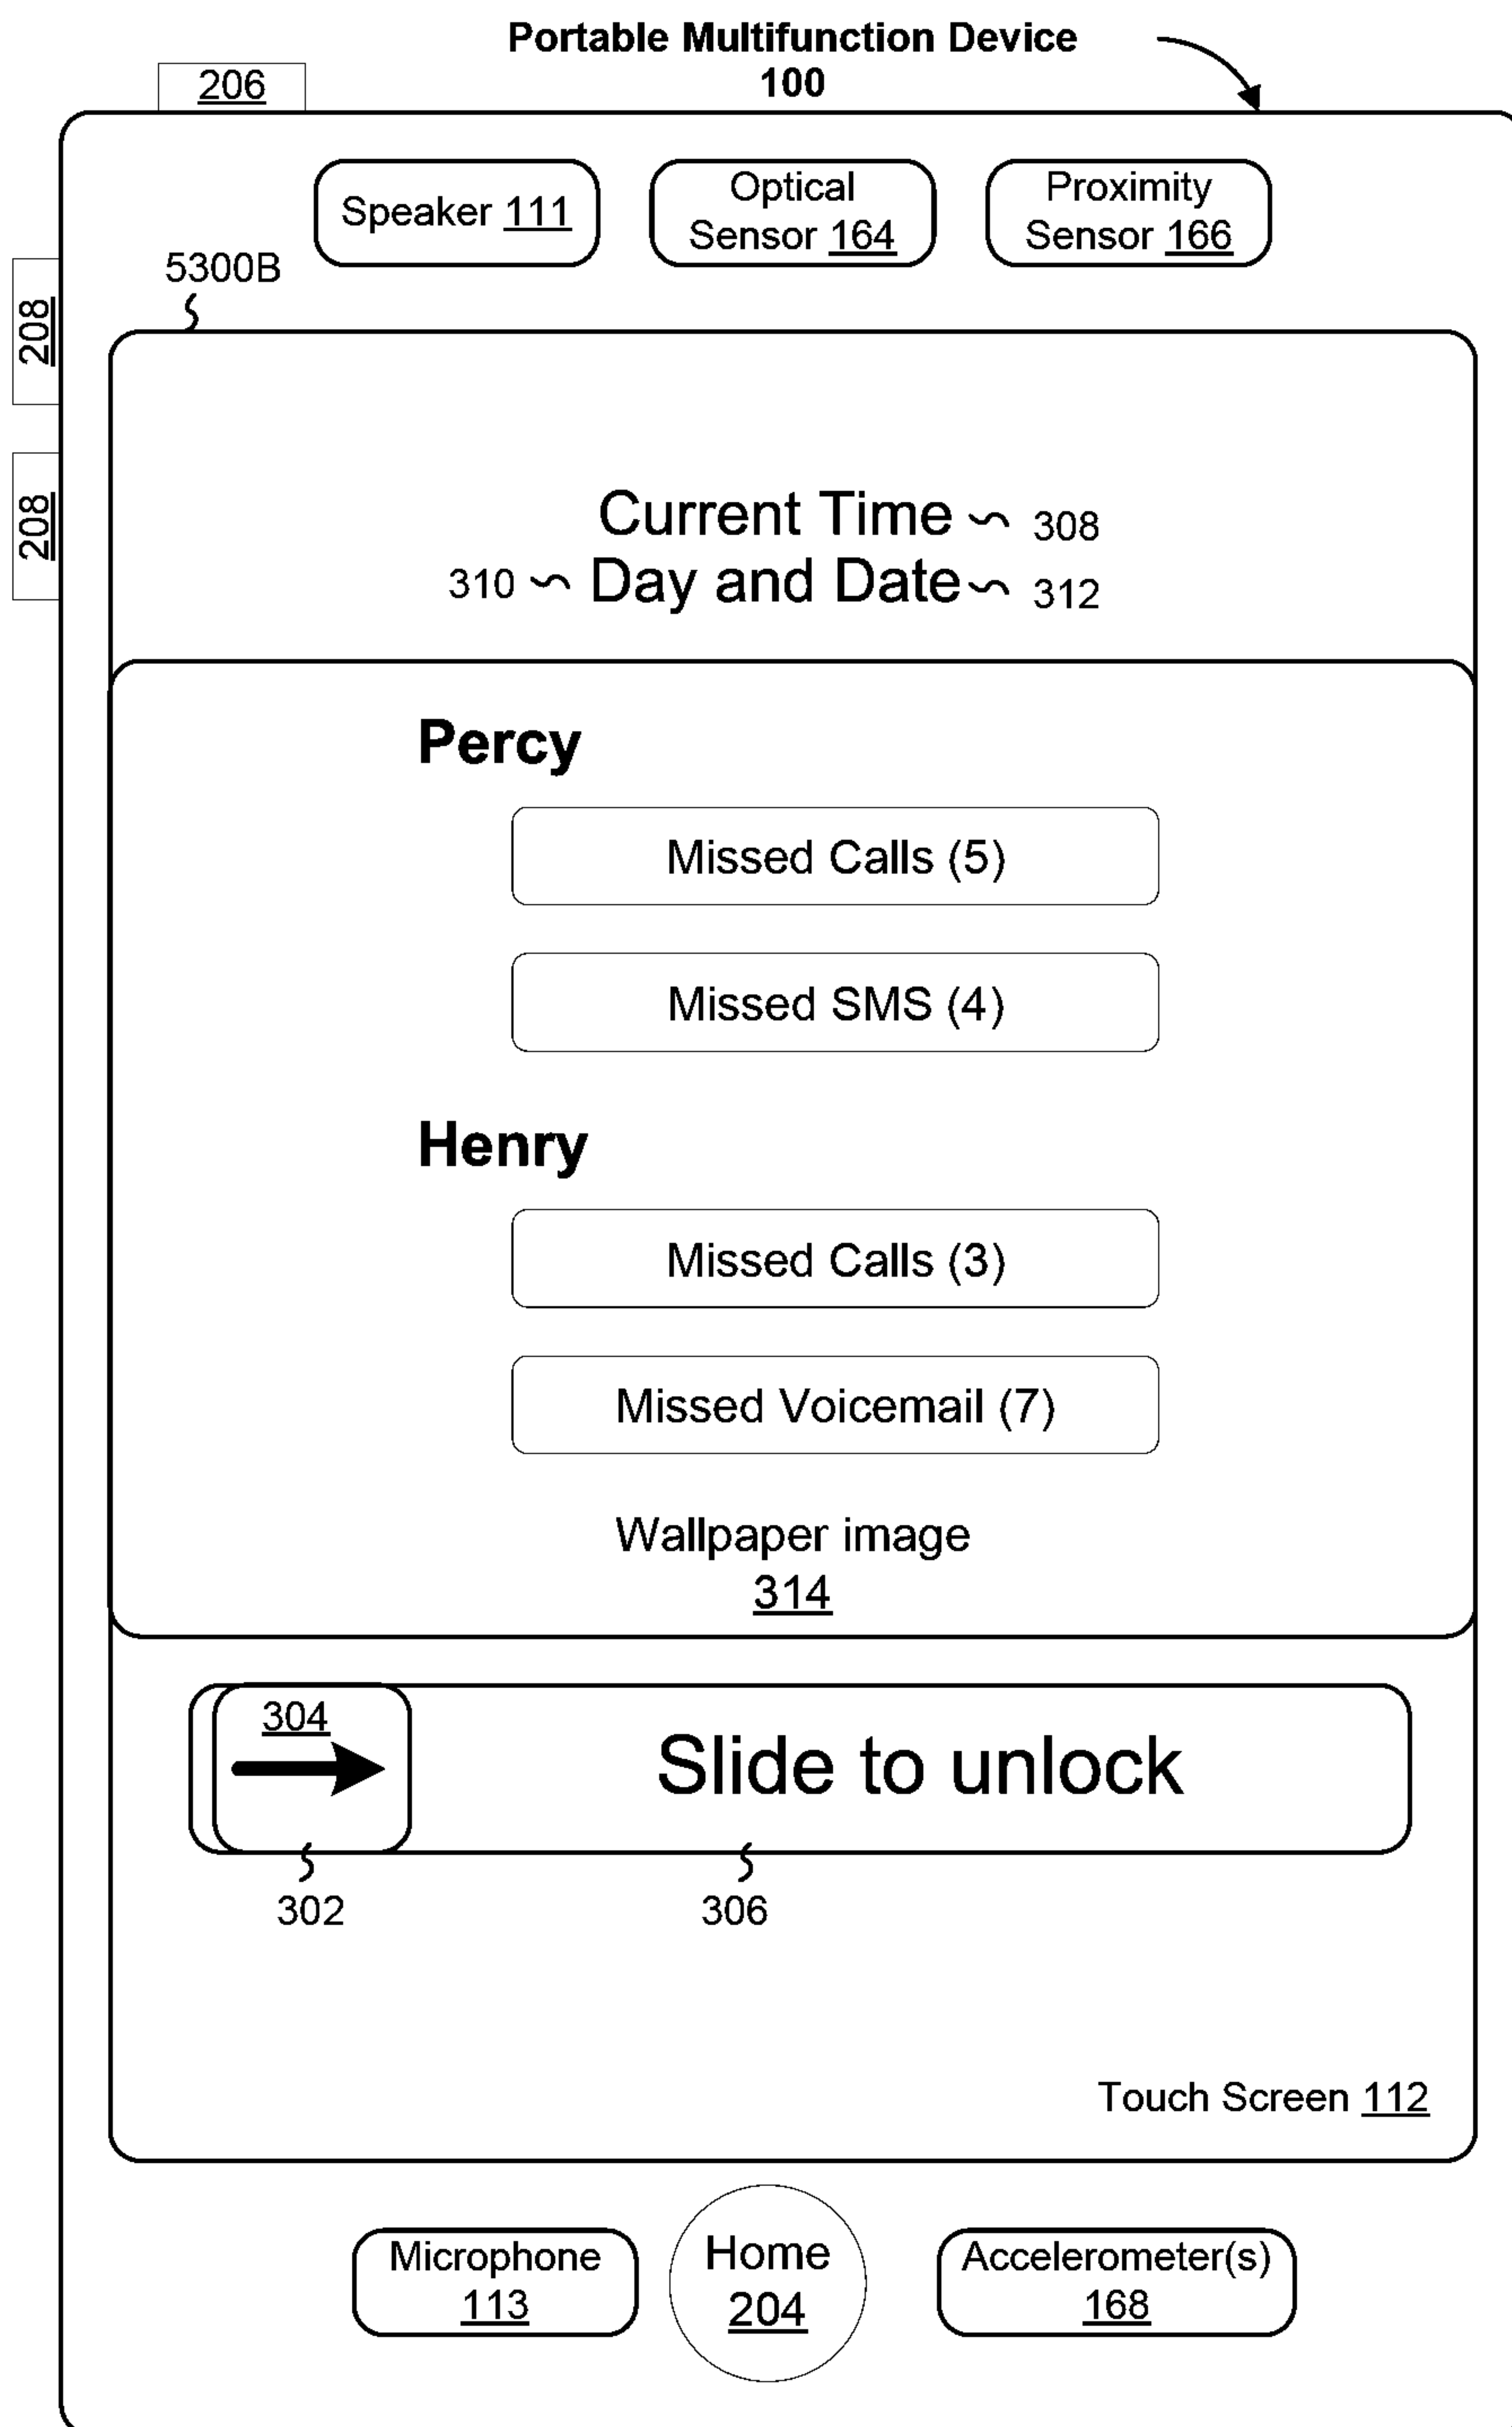 Portable Multifunction Device
100
206
Speaker 111
Optical
Sensor 164
Proximity
Sensor 166
5300B
208
208
Current Time 308
310 Day and Date 312
Percy
Missed Calls (5)
Missed SMS (4)
Henry
Missed Calls (3)
Missed Voicemail (7)
Wallpaper image
314
304
Slide to unlock
302
306
Touch Screen 112
Microphone
113
Home
204
Accelerometer(s)
168